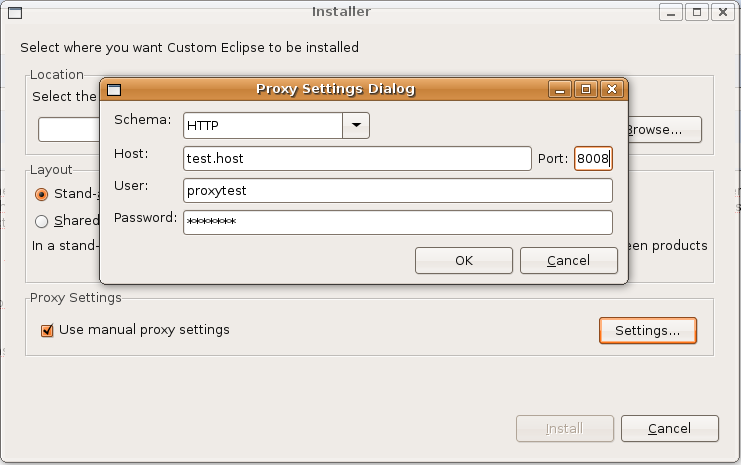 Installer
Select where you want Custom Eclipse to be installed
Location
Select the
Browse...
Proxy Settings Dialog
Schema: HTTP
Host: test.host Port: 8008
User: proxytest
Password: *******
OK Cancel
Layout
Stand-
Shared
In a stand- een products
Proxy Settings
Use manual proxy settings Settings...
Install Cancel